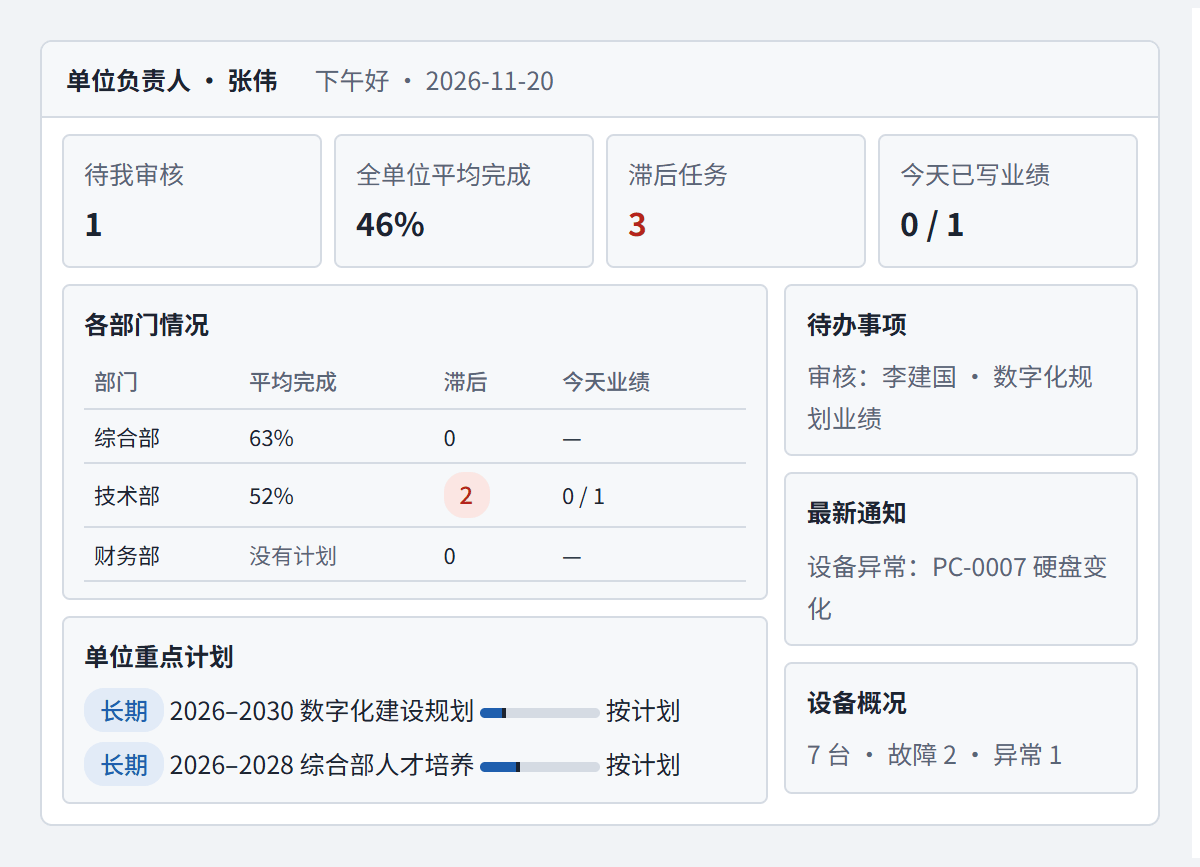 单位负责人 · 张伟 下午好 · 2026-11-20
待我审核
1
全单位平均完成
46%
滞后任务
3
今天已写业绩
0 / 1
各部门情况
部门 平均完成 滞后 今天业绩
综合部 63% 0 —
技术部 52% 2 0 / 1
财务部 没有计划 0 —
单位重点计划
长期 2026–2030 数字化建设规划 按计划
长期 2026–2028 综合部人才培养 按计划
待办事项
审核：李建国 · 数字化规
划业绩
最新通知
设备异常：PC-0007 硬盘变
化
设备概况
7 台 · 故障 2 · 异常 1